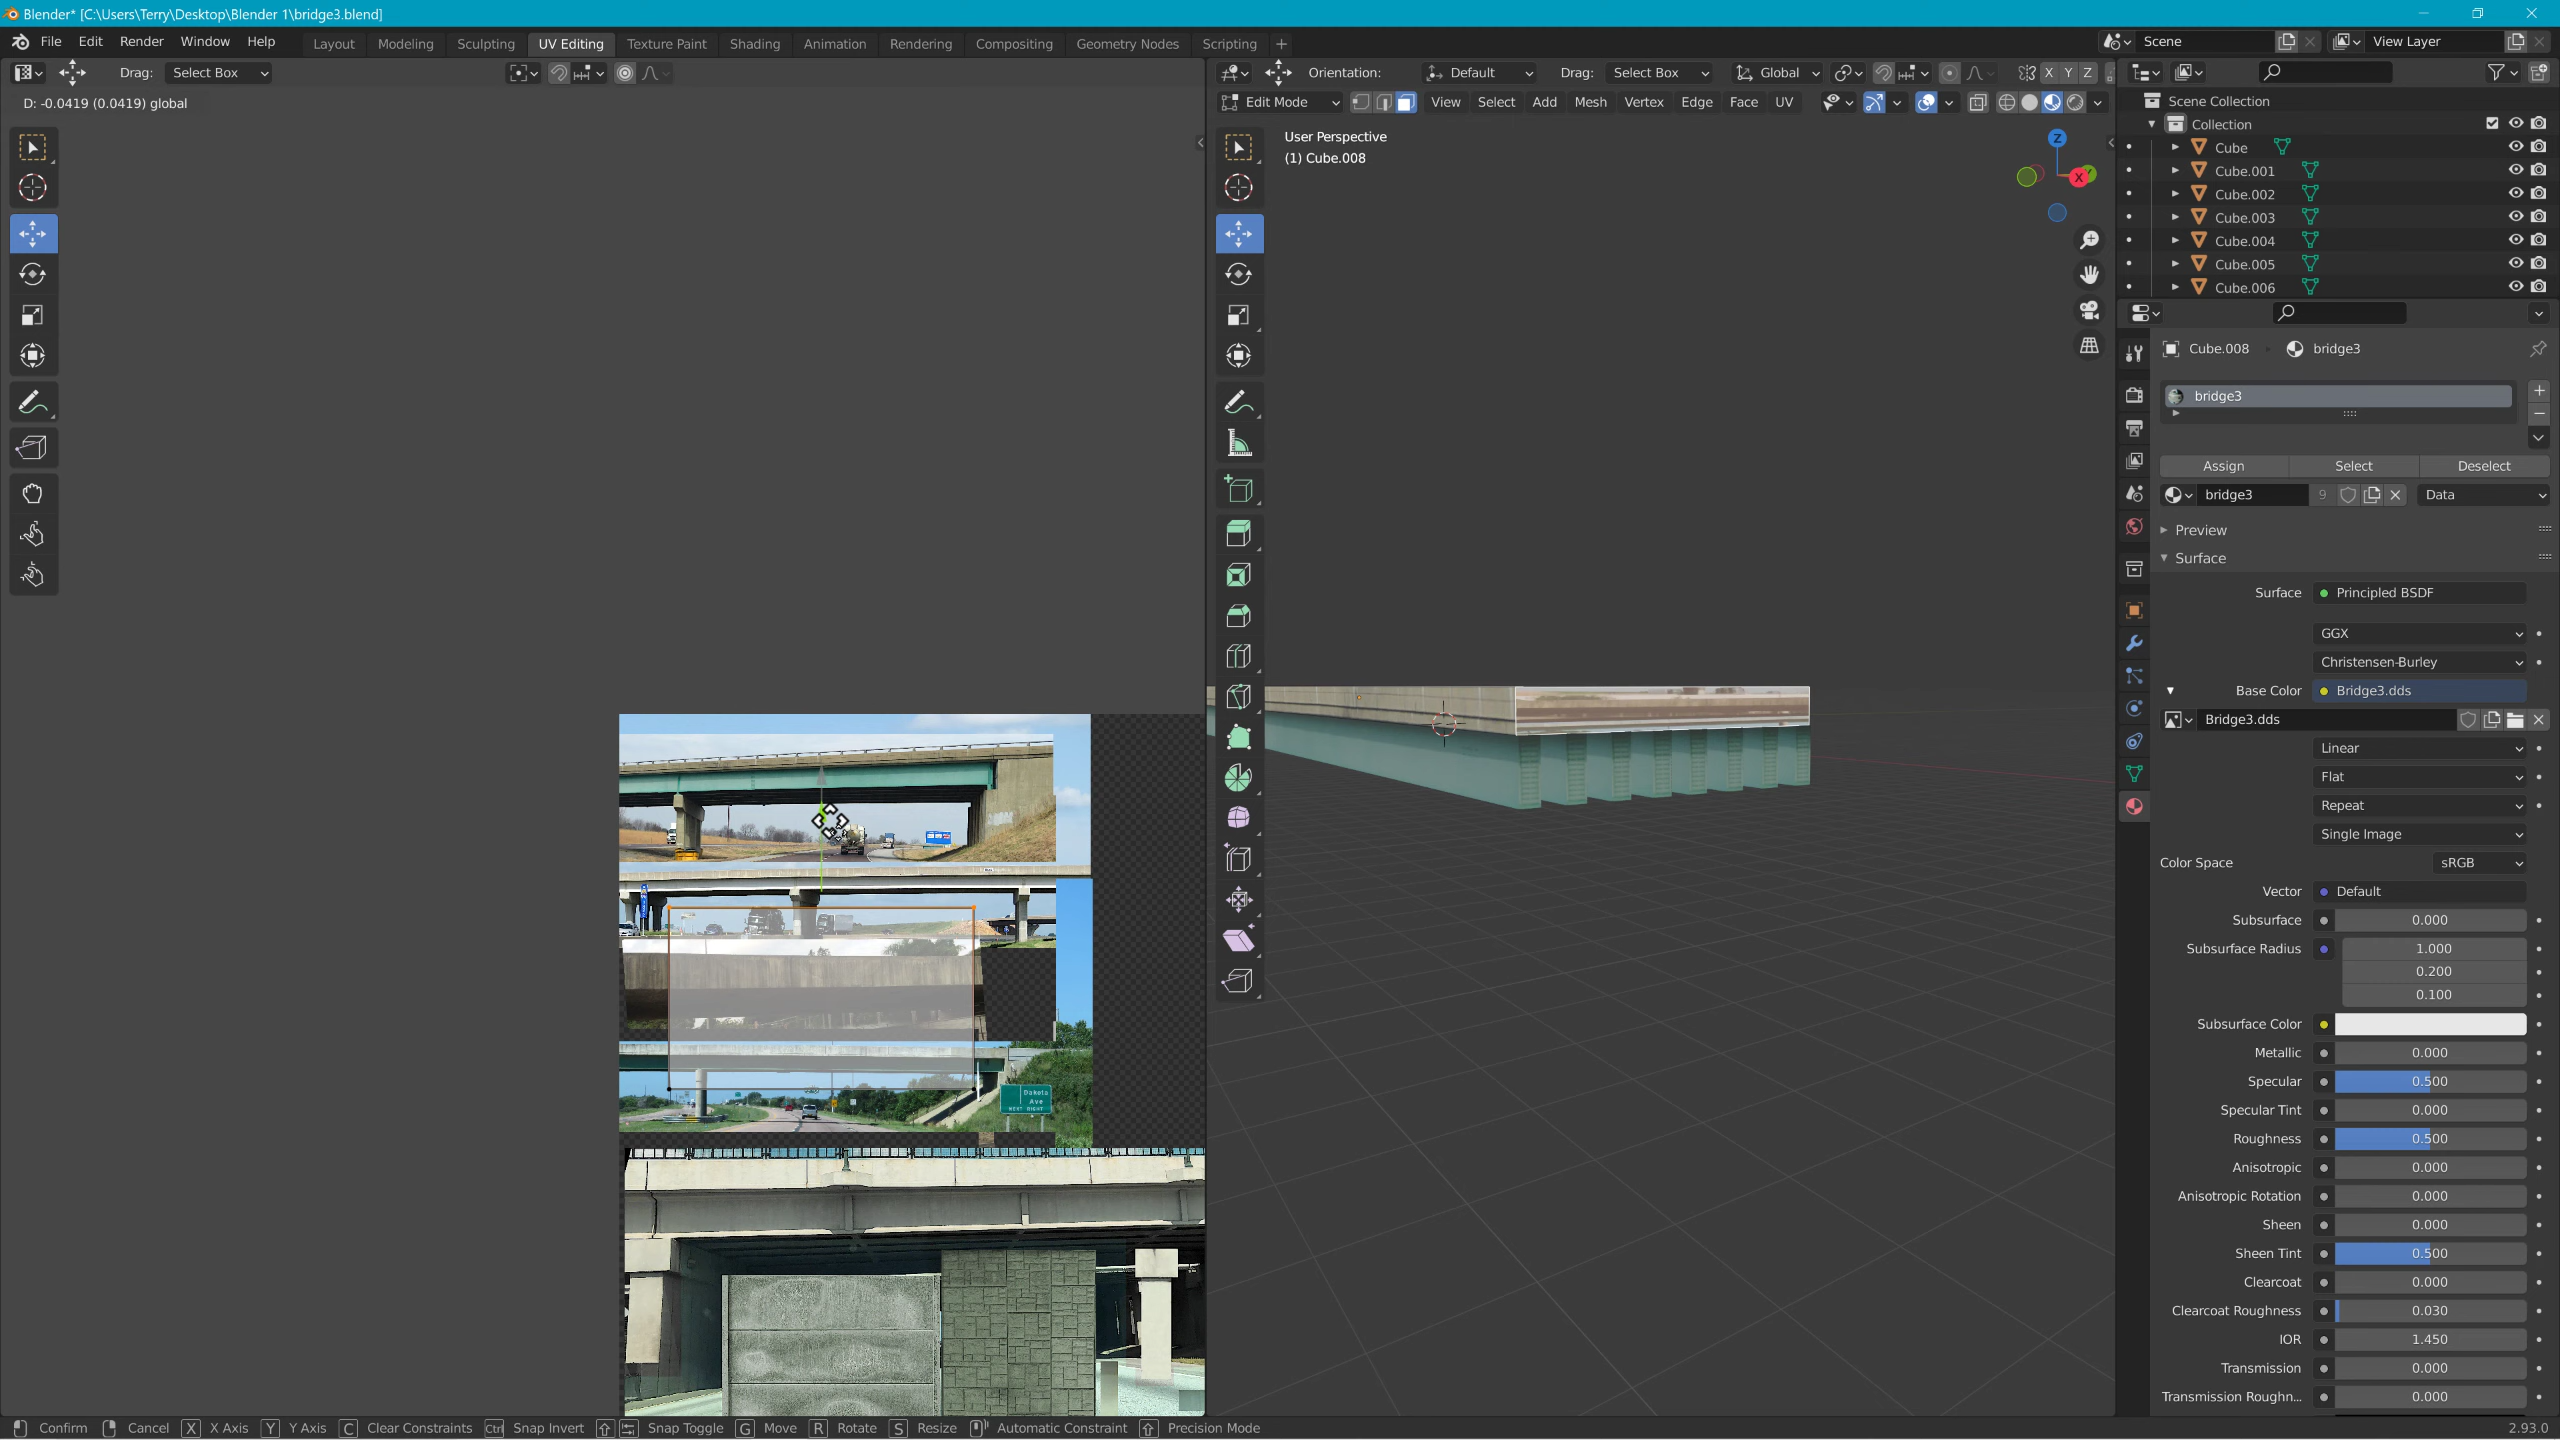 Blender* [C:\Users\Terry\Desktop\Blender 1\bridge3.blend]
File Edit Render Window Help Layout Modeling Sculpting UV Editing Texture Paint Shading Animation Rendering Compositing Geometry Nodes Scripting + Scene View Layer
Drag: Select Box Orientation: Default Drag: Select Box Global X Y Z
D: -0.0419 (0.0419) global
Edit Mode View Select Add Mesh Vertex Edge Face UV
User Perspective
(1) Cube.008
Z
X
Y
Scene Collection
Collection
Cube
Cube.001
Cube.002
Cube.003
Cube.004
Cube.005
Cube.006
Cube.008 bridge3
bridge3
Assign Select Deselect
bridge3 9 Data
Preview
Surface
Surface Principled BSDF
GGX
Christensen-Burley
Base Color Bridge3.dds
Bridge3.dds
Linear
Flat
Repeat
Single Image
Color Space sRGB
Vector Default
Subsurface 0.000
Subsurface Radius 1.000
0.200
0.100
Subsurface Color
Metallic 0.000
Specular 0.500
Specular Tint 0.000
Roughness 0.500
Anisotropic 0.000
Anisotropic Rotation 0.000
Sheen 0.000
Sheen Tint 0.500
Clearcoat 0.000
Clearcoat Roughness 0.030
IOR 1.450
Transmission 0.000
Transmission Roughn... 0.000
Dakota
Ave
NEXT RIGHT
Confirm Cancel X X Axis Y Y Axis C Clear Constraints Ctrl Snap Invert Snap Toggle G Move R Rotate S Resize Automatic Constraint Precision Mode 2.93.0